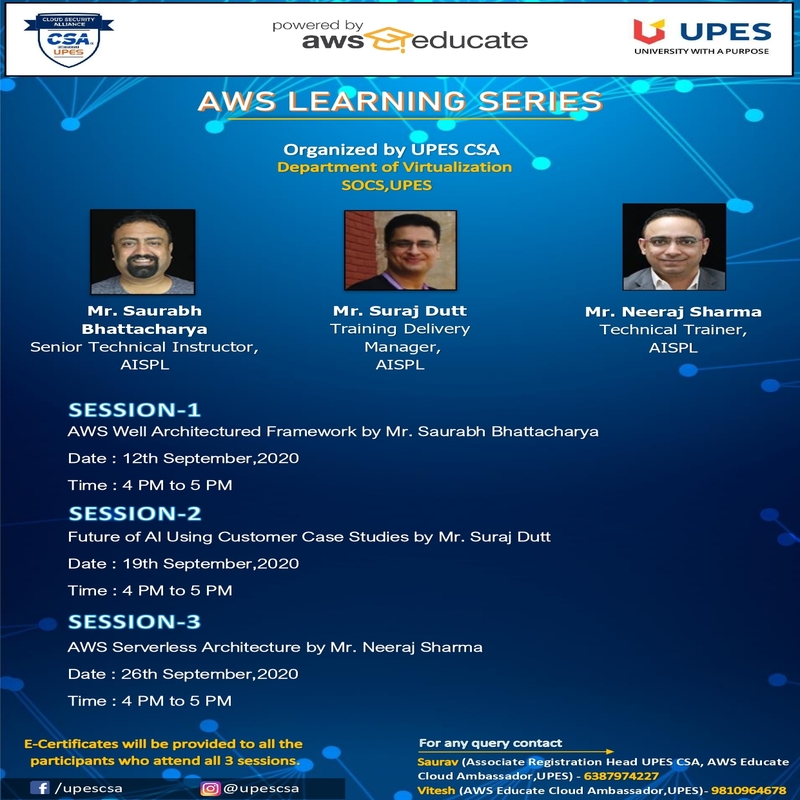 CLOUD SECURITY
ALLIANCE
CSA
UPES
powered by
aws educate
UPES
UNIVERSITY WITH A PURPOSE
AWS LEARNING SERIES
Organized by UPES CSA
Department of Virtualization
SOCS,UPES
Mr. Saurabh
Bhattacharya
Senior Technical Instructor,
AISPL
Mr. Suraj Dutt
Training Delivery
Manager,
AISPL
Mr. Neeraj Sharma
Technical Trainer,
AISPL
SESSION-1
AWS Well Architectured Framework by Mr. Saurabh Bhattacharya
Date : 12th September,2020
Time : 4 PM to 5 PM
SESSION-2
Future of AI Using Customer Case Studies by Mr. Suraj Dutt
Date : 19th September,2020
Time : 4 PM to 5 PM
SESSION-3
AWS Serverless Architecture by Mr. Neeraj Sharma
Date : 26th September,2020
Time : 4 PM to 5 PM
E-Certificates will be provided to all the
participants who attend all 3 sessions.
/upescsa
@upescsa
For any query contact
Saurav (Associate Registration Head UPES CSA, AWS Educate
Cloud Ambassador,UPES) - 6387974227
Vitesh (AWS Educate Cloud Ambassador,UPES)- 9810964678